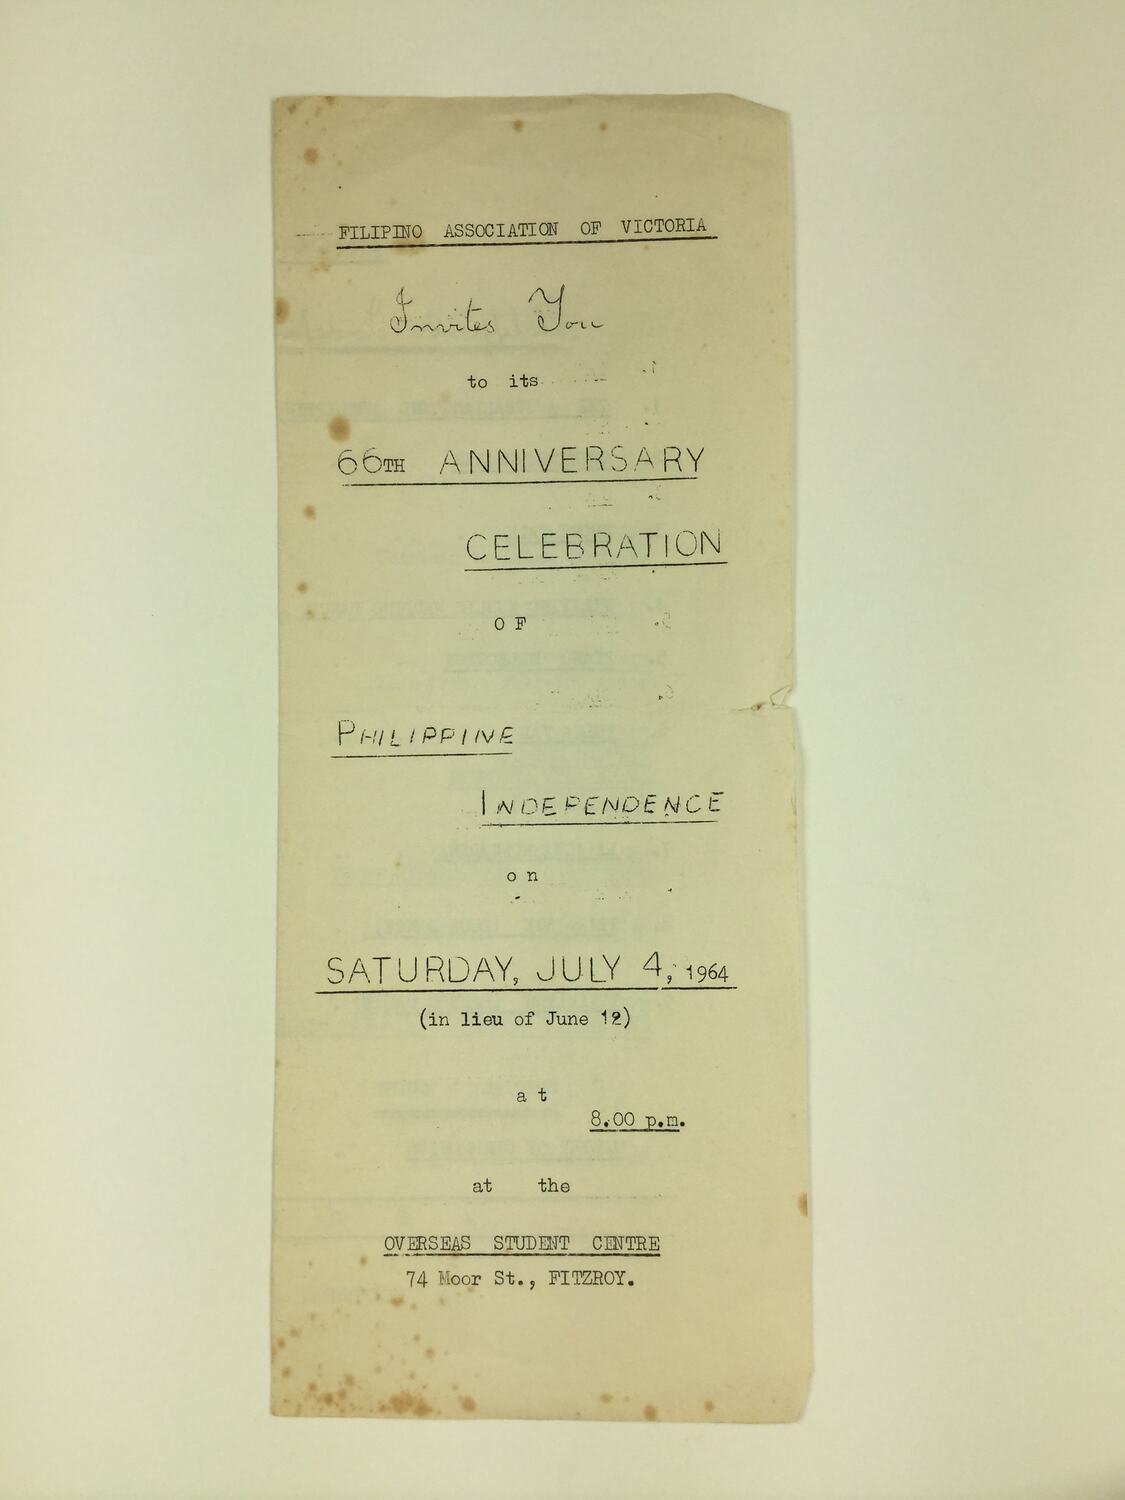 FILIPINO ASSOCIATION OF VICTORIA
Invites You
to its
66TH ANNIVERSARY
CELEBRATION
OF
PHILIPPINE
INDEPENDENCE
on
SATURDAY, JULY 4, 1964
(in lieu of June 12)
at
8.00 p.m.
at the
OVERSEAS STUDENT CENTRE
74 Moor St., FITZROY.